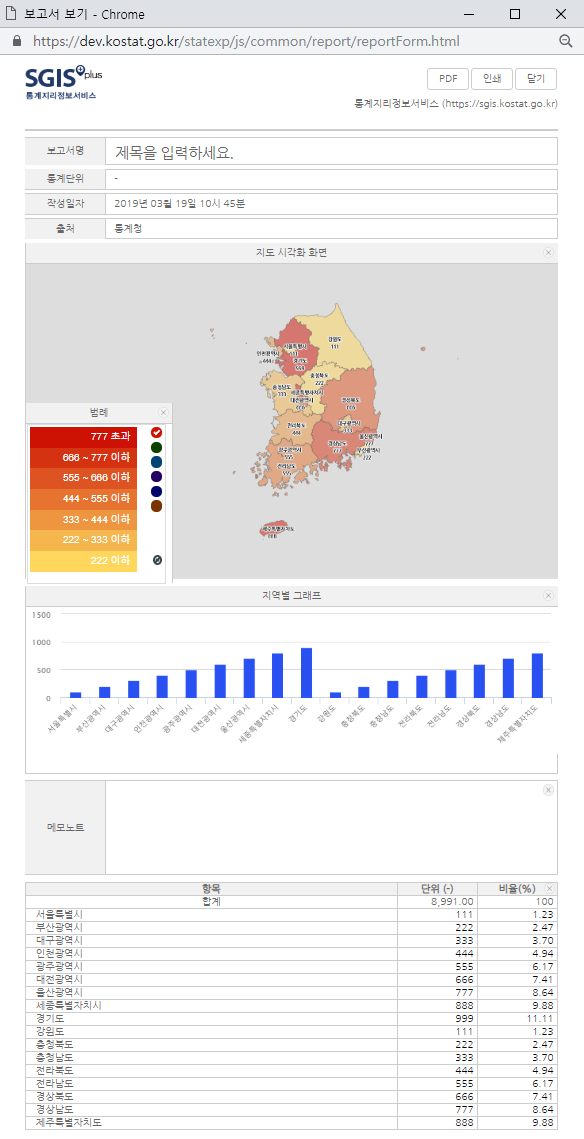 보고서 보기 - Chrome
https://dev.kostat.go.kr/statexp/js/common/report/reportForm.html
SGIS plus
통계지리정보서비스
PDF 인쇄 닫기
통계지리정보서비스 (https://sgis.kostat.go.kr)
보고서명 제목을 입력하세요.
통계단위 -
작성일자 2019년 03월 19일 10시 45분
출처 통계청
지도 시각화 화면
강원도
111
서울특별시
111
인천광역시
444
경기도
999
충청북도
222
충청남도
333
세종특별자치시
대전광역시
666
경상북도
666
전라북도
444
대구광역시
333
울산광역시
777
경상남도
777
부산광역시
222
광주광역시
555
전라남도
555
제주특별자치도
888
범례
777 초과
666 ~ 777 이하
555 ~ 666 이하
444 ~ 555 이하
333 ~ 444 이하
222 ~ 333 이하
222 이하
지역별 그래프
1500
1000
500
0
서울특별시 부산광역시 대구광역시 인천광역시 광주광역시 대전광역시 울산광역시 세종특별자치시 경기도 강원도 충청북도 충청남도 전라북도 전라남도 경상북도 경상남도 제주특별자치도
메모노트
항목 단위 (-) 비율(%)
합계 8,991.00 100
서울특별시 111 1.23
부산광역시 222 2.47
대구광역시 333 3.70
인천광역시 444 4.94
광주광역시 555 6.17
대전광역시 666 7.41
울산광역시 777 8.64
세종특별자치시 888 9.88
경기도 999 11.11
강원도 111 1.23
충청북도 222 2.47
충청남도 333 3.70
전라북도 444 4.94
전라남도 555 6.17
경상북도 666 7.41
경상남도 777 8.64
제주특별자치도 888 9.88